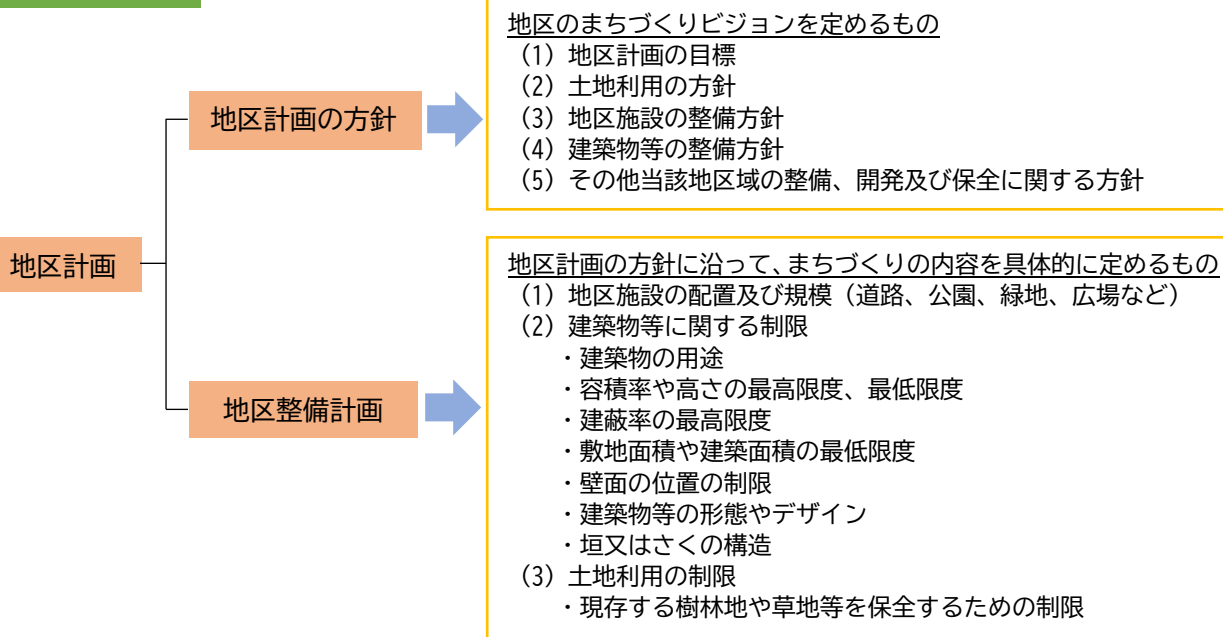 地区計画
地区計画の方針
地区のまちづくりビジョンを定めるもの
(1) 地区計画の目標
(2) 土地利用の方針
(3) 地区施設の整備方針
(4) 建築物等の整備方針
(5) その他当該地区域の整備、開発及び保全に関する方針
地区整備計画
地区計画の方針に沿って、まちづくりの内容を具体的に定めるもの
(1) 地区施設の配置及び規模（道路、公園、緑地、広場など）
(2) 建築物等に関する制限
・建築物の用途
・容積率や高さの最高限度、最低限度
・建蔽率の最高限度
・敷地面積や建築面積の最低限度
・壁面の位置の制限
・建築物等の形態やデザイン
・垣又はさくの構造
(3) 土地利用の制限
・現存する樹林地や草地等を保全するための制限